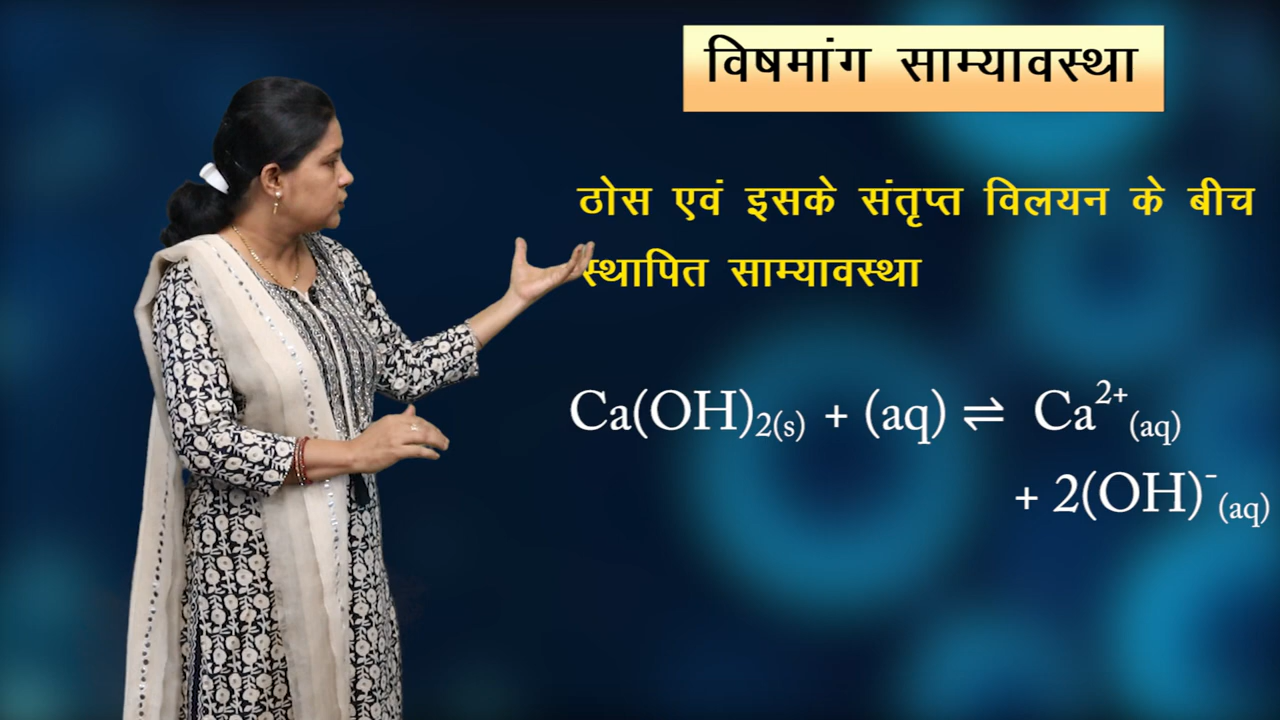 विषमांग साम्यावस्था
ठोस एवं इसके संतृप्त विलयन के बीच
स्थापित साम्यावस्था
Ca(OH)₂₍s₎ + (aq) ⇌ Ca²⁺(aq)
+ 2(OH)⁻(aq)